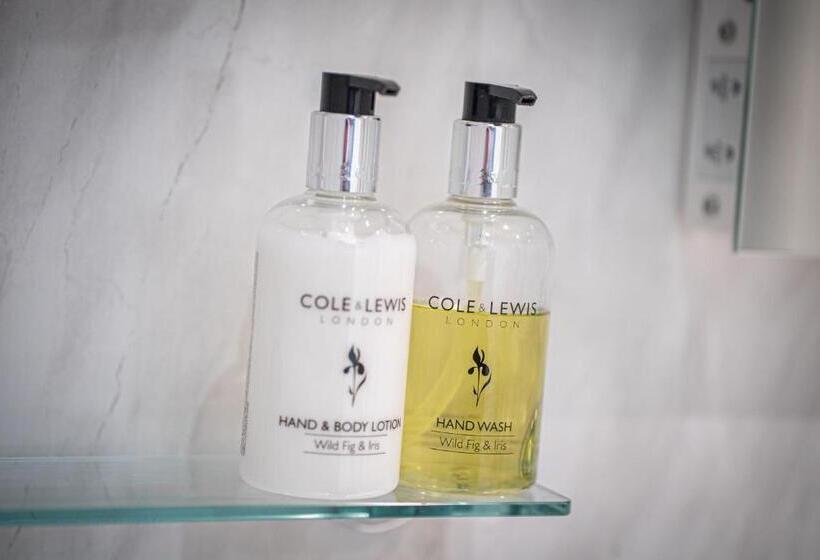 COLE & LEWIS
LONDON
HAND & BODY LOTION
Wild Fig & Iris
COLE & LEWIS
LONDON
HAND WASH
Wild Fig & Iris